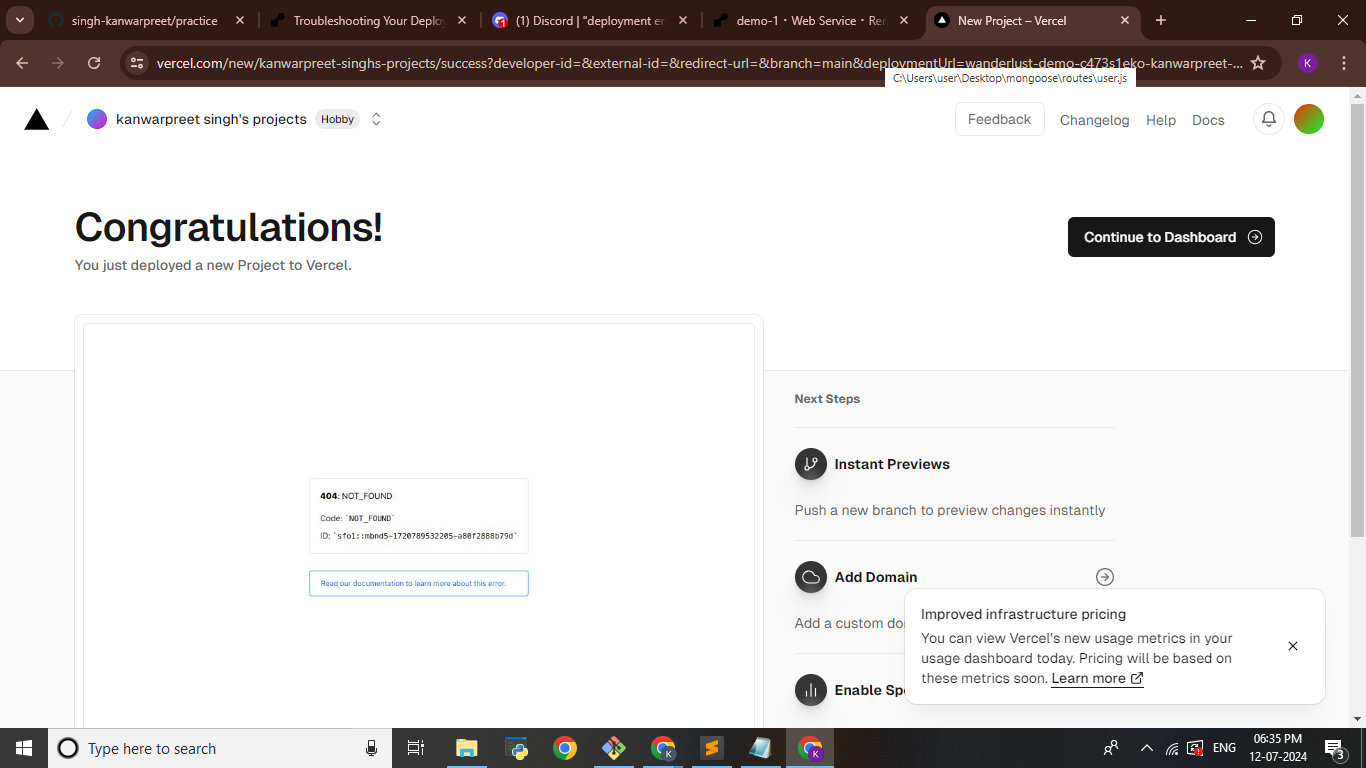 singh-kanwarpreet/practice
Troubleshooting Your Deploy
(1) Discord | "deployment er
demo-1 · Web Service · Ren
New Project – Vercel
vercel.com/new/kanwarpreet-singhs-projects/success?developer-id=&external-id=&redirect-url=&branch=main&deploymentUrl=wanderlust-demo-c473s1eko-kanwarpreet-...
K
C:\Users\user\Desktop\mongoose\routes\user.js
kanwarpreet singh's projects
Hobby
Feedback
Changelog
Help
Docs
Congratulations!
Continue to Dashboard
You just deployed a new Project to Vercel.
404: NOT_FOUND
Code: `NOT_FOUND`
ID: `sfo1::mbnd5-1720789532205-a80f2888b79d`
Read our documentation to learn more about this error.
Next Steps
Instant Previews
Push a new branch to preview changes instantly
Add Domain
Add a custom do
Enable Spe
Improved infrastructure pricing
You can view Vercel's new usage metrics in your
usage dashboard today. Pricing will be based on
these metrics soon. Learn more
Type here to search
K
K
ENG
06:35 PM
12-07-2024
3